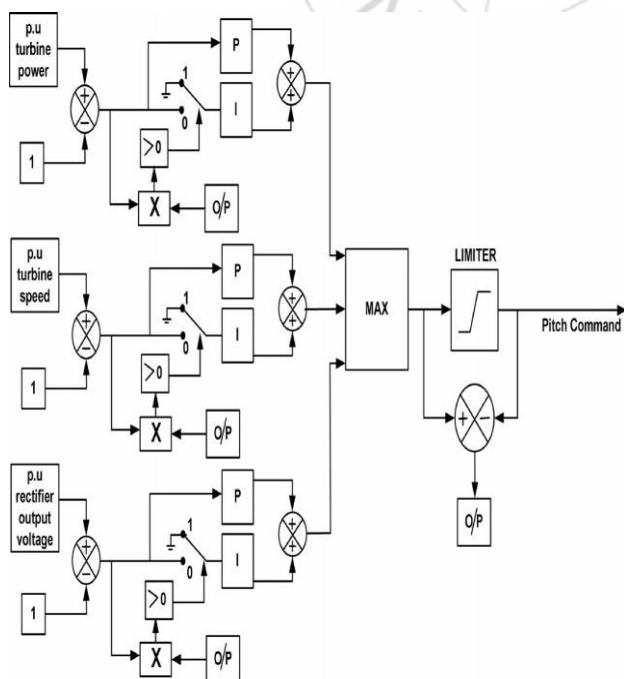 p.u
turbine
power
+
−
1
1
0
P
I
+
+
>0
X
O/P
p.u
turbine
speed
+
−
1
1
0
P
I
+
+
>0
X
O/P
p.u
rectifier
output
voltage
+
−
1
1
0
P
I
+
+
>0
X
O/P
MAX
LIMITER
Pitch Command
+ −
O/P